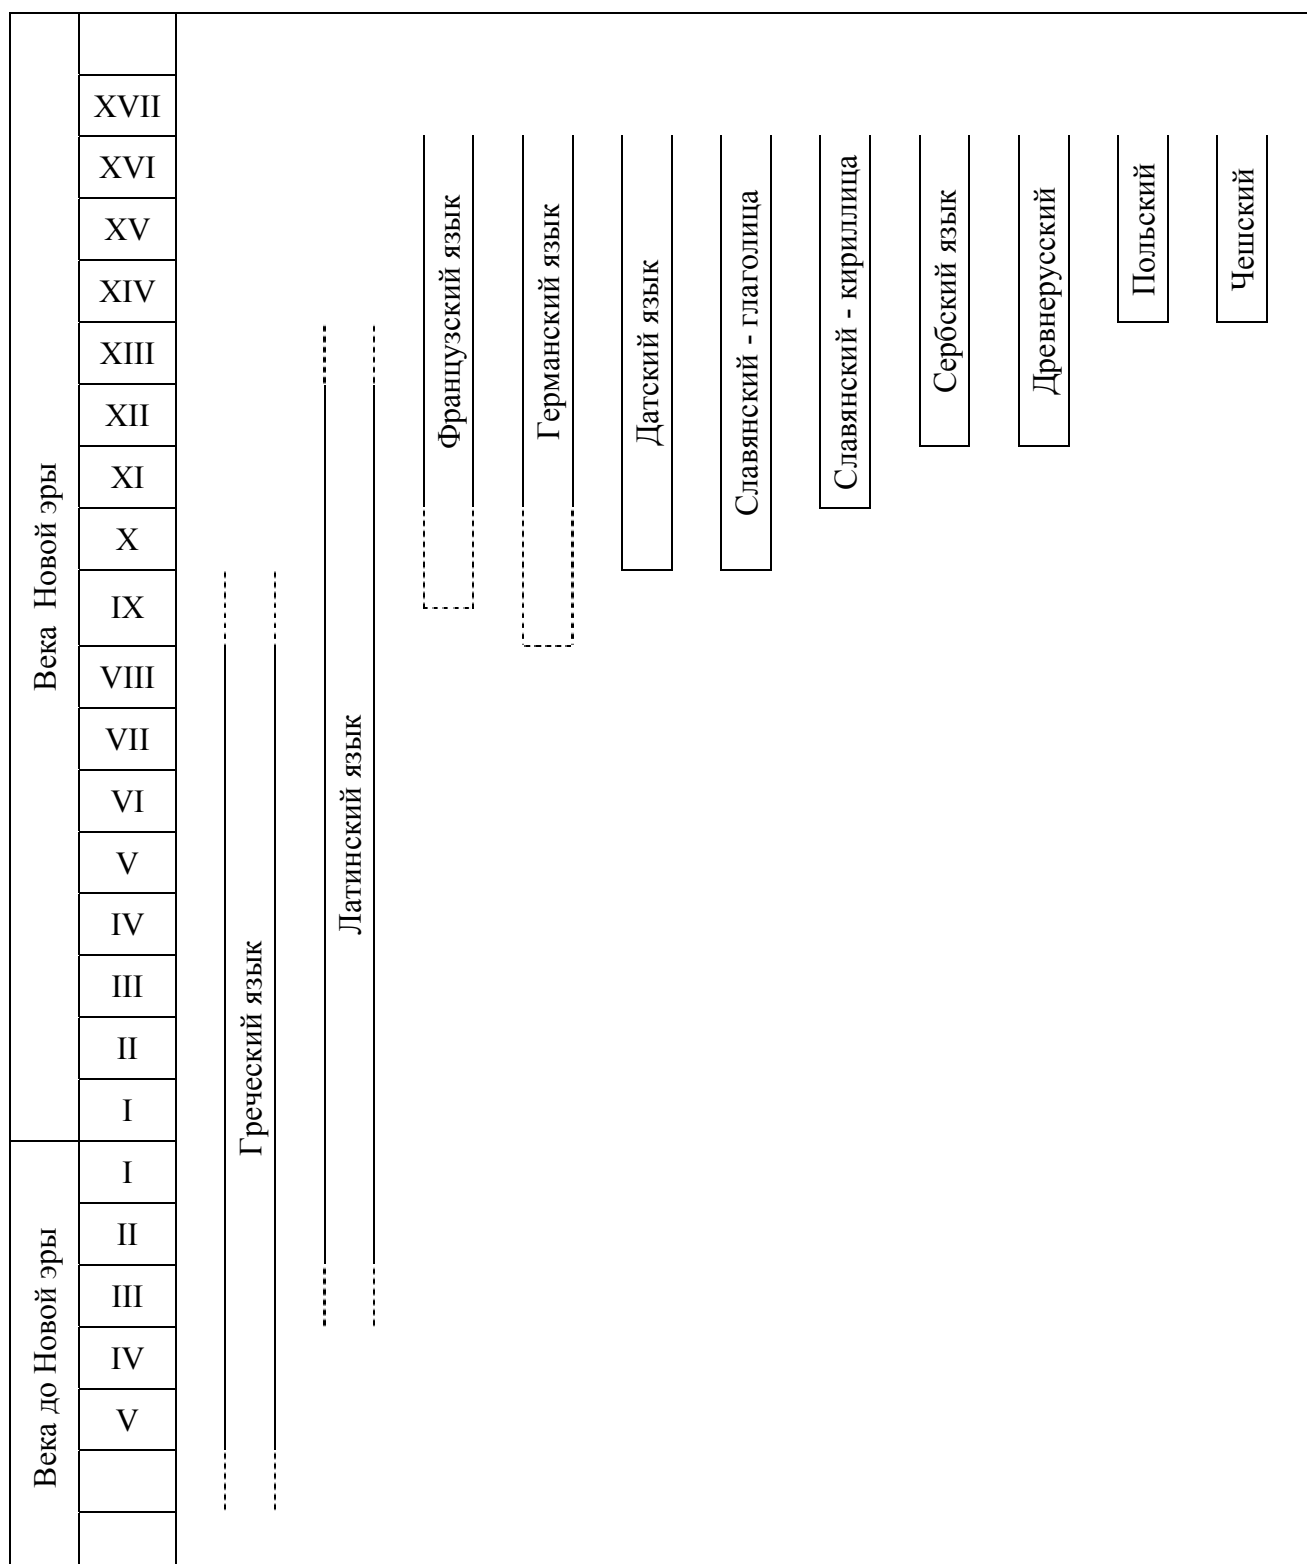 Века Новой эры
XVII
XVI
XV
XIV
XIII
XII
XI
X
IX
VIII
VII
VI
V
IV
III
II
I
Века до Новой эры
I
II
III
IV
V
Греческий язык
Латинский язык
Французский язык
Германский язык
Датский язык
Славянский - глаголица
Славянский - кириллица
Сербский язык
Древнерусский
Польский
Чешский